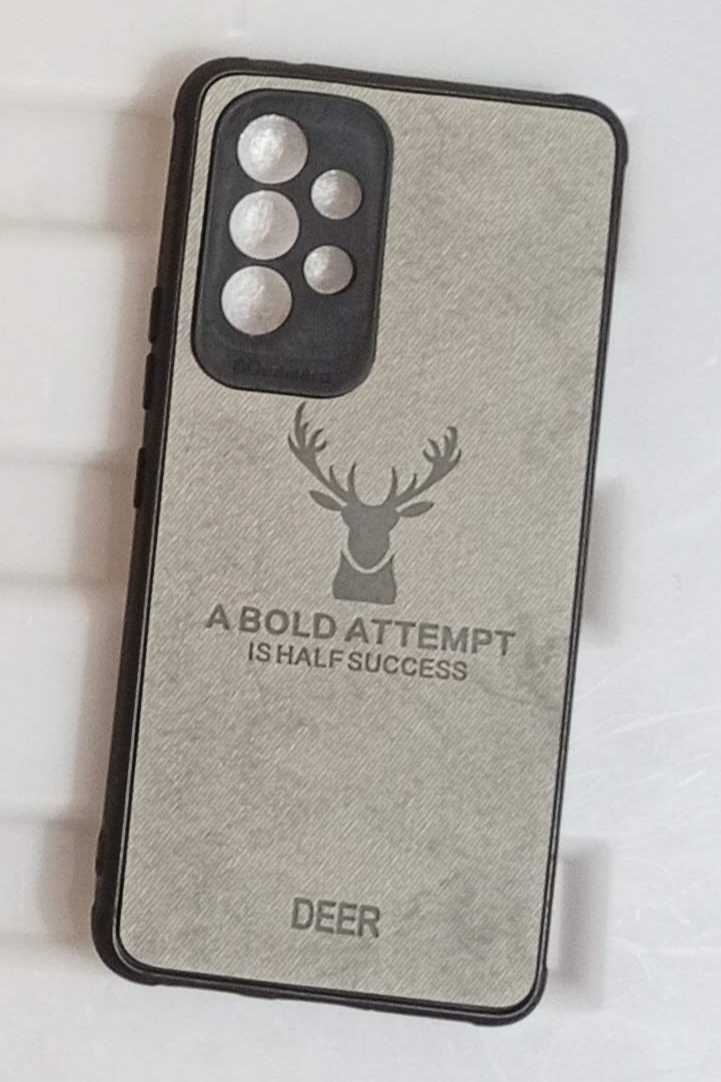 A BOLD ATTEMPT
IS HALF SUCCESS
DEER